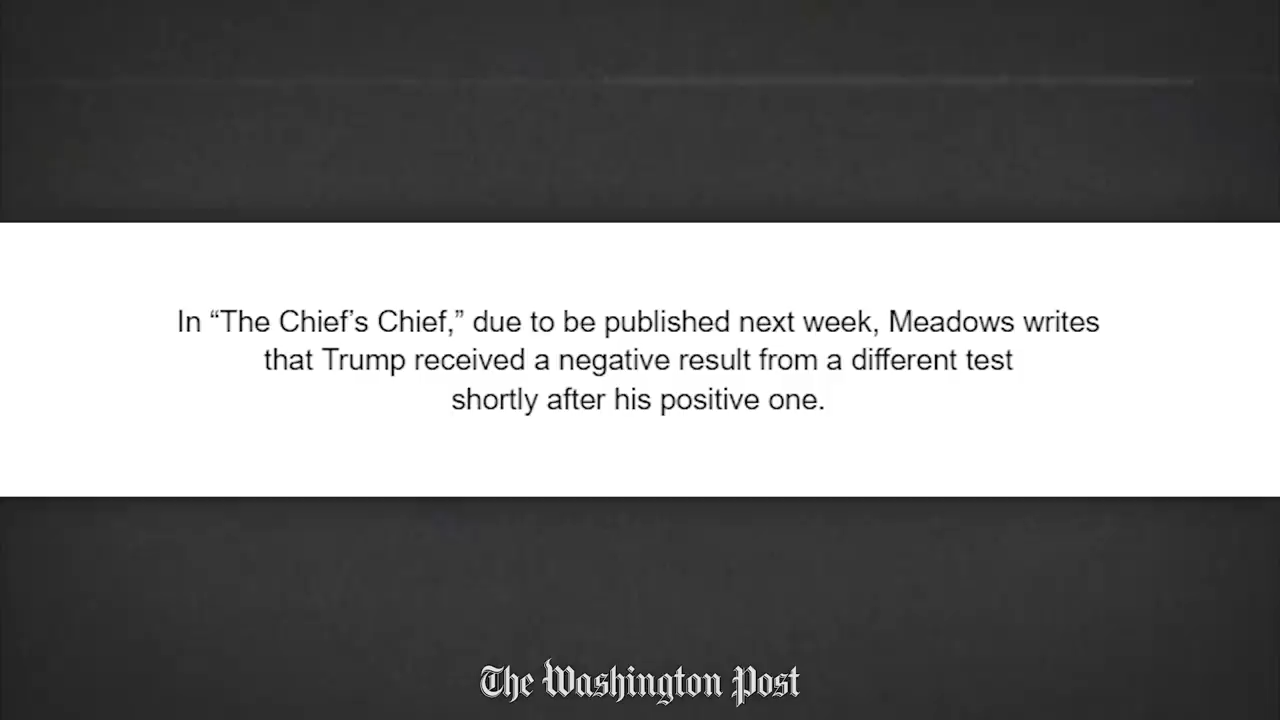 In “The Chief’s Chief,” due to be published next week, Meadows writes
that Trump received a negative result from a different test
shortly after his positive one.
The Washington Post